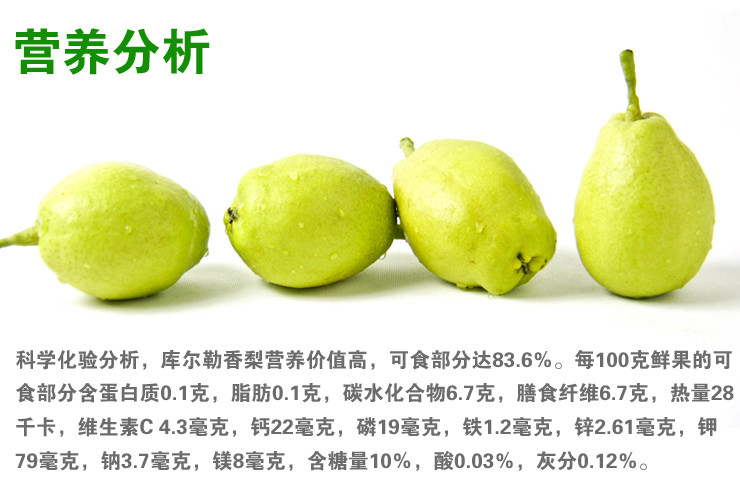 营养分析
科学化验分析，库尔勒香梨营养价值高，可食部分达83.6%。每100克鲜果的可
食部分含蛋白质0.1克，脂肪0.1克，碳水化合物6.7克，膳食纤维6.7克，热量28
千卡，维生素C 4.3毫克，钙22毫克，磷19毫克，铁1.2毫克，锌2.61毫克，钾
79毫克，钠3.7毫克，镁8毫克，含糖量10%，酸0.03%，灰分0.12%。